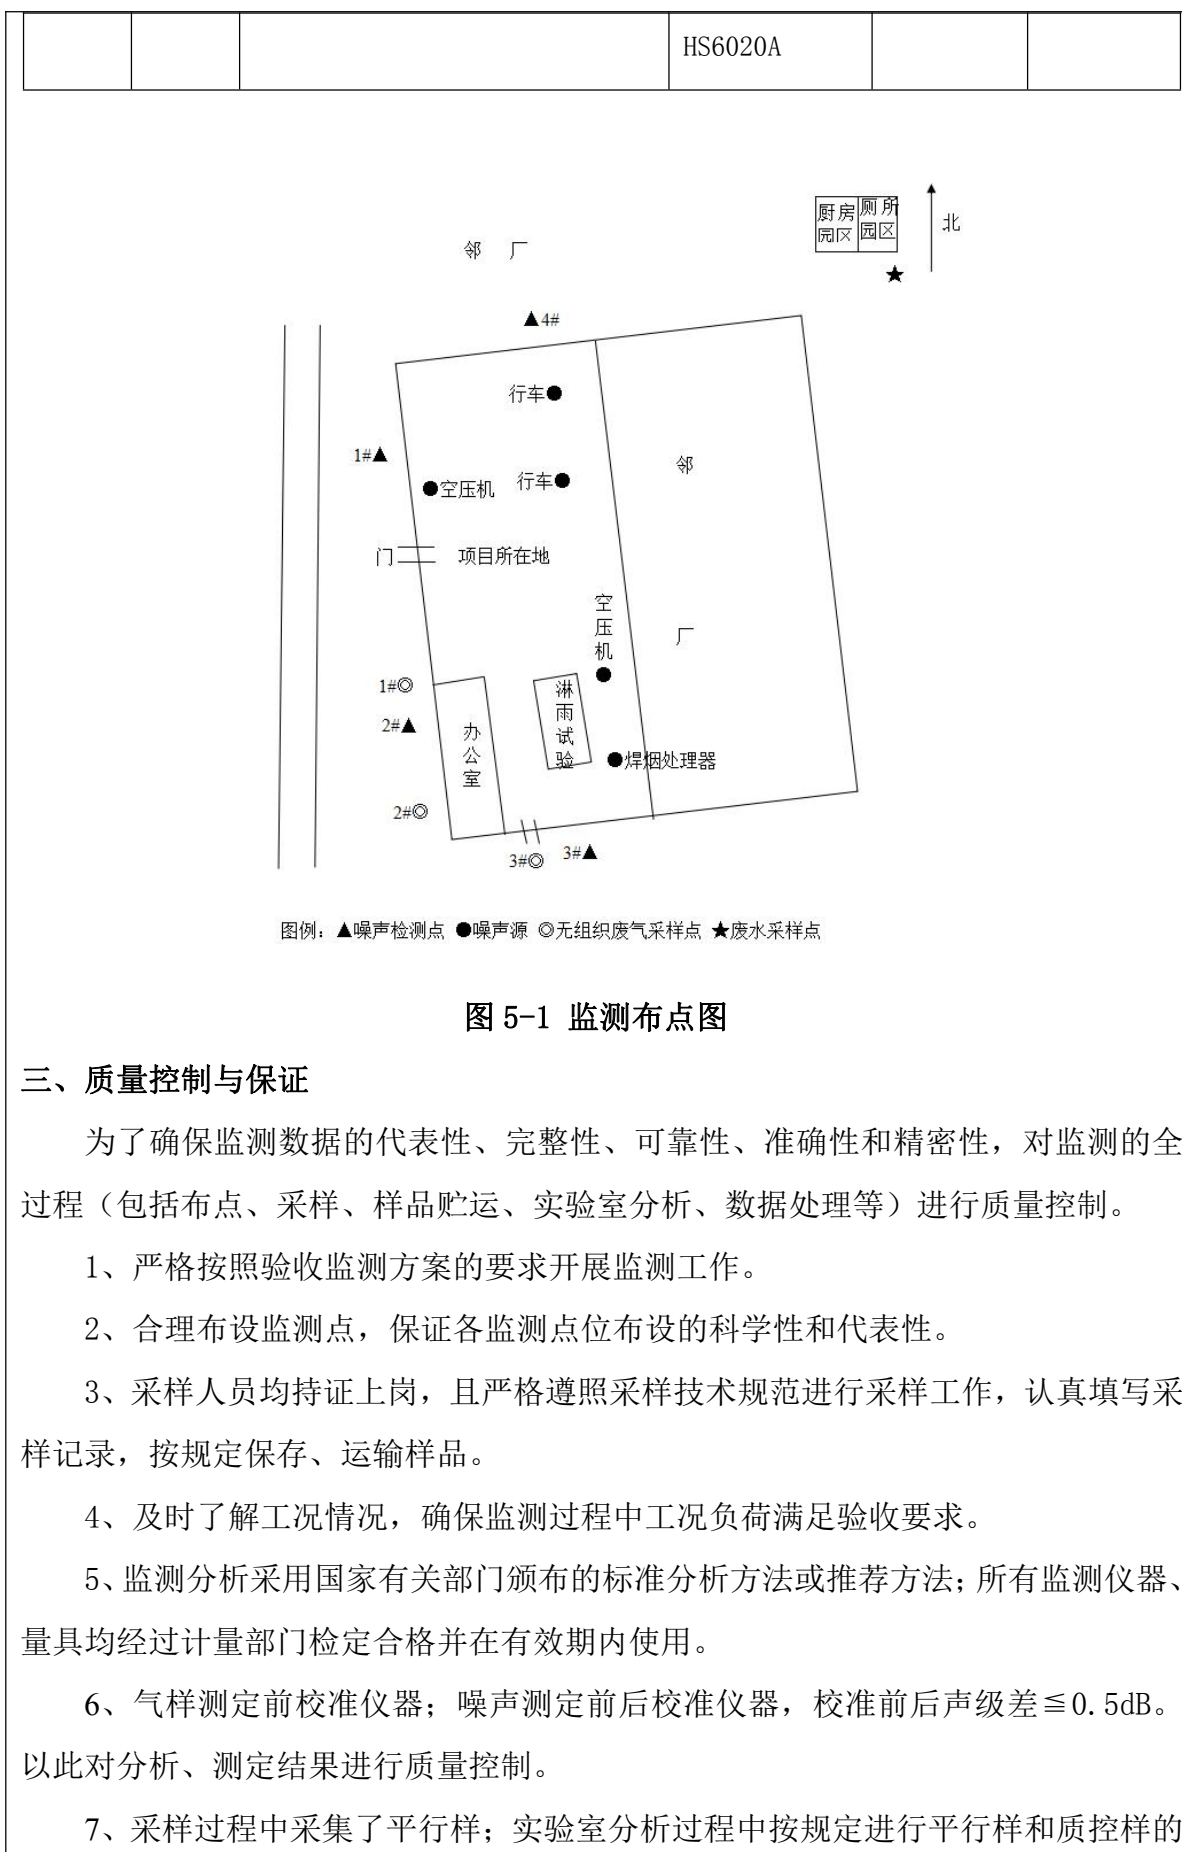 HS6020A
厨房 厕所
园区 园区
北
邻 厂
▲4#
行车●
1#▲
邻
●空压机 行车●
门 项目所在地
空压机
厂
1#◎
淋雨试验
2#▲
办公室
●焊烟处理器
2#◎
3#◎ 3#▲
图例：▲噪声检测点 ●噪声源 ◎无组织废气采样点 ★废水采样点
图 5-1 监测布点图
三、质量控制与保证
为了确保监测数据的代表性、完整性、可靠性、准确性和精密性，对监测的全
过程（包括布点、采样、样品贮运、实验室分析、数据处理等）进行质量控制。
1、严格按照验收监测方案的要求开展监测工作。
2、合理布设监测点，保证各监测点位布设的科学性和代表性。
3、采样人员均持证上岗，且严格遵照采样技术规范进行采样工作，认真填写采
样记录，按规定保存、运输样品。
4、及时了解工况情况，确保监测过程中工况负荷满足验收要求。
5、监测分析采用国家有关部门颁布的标准分析方法或推荐方法；所有监测仪器、
量具均经过计量部门检定合格并在有效期内使用。
6、气样测定前校准仪器；噪声测定前后校准仪器，校准前后声级差≦0.5dB。
以此对分析、测定结果进行质量控制。
7、采样过程中采集了平行样；实验室分析过程中按规定进行平行样和质控样的